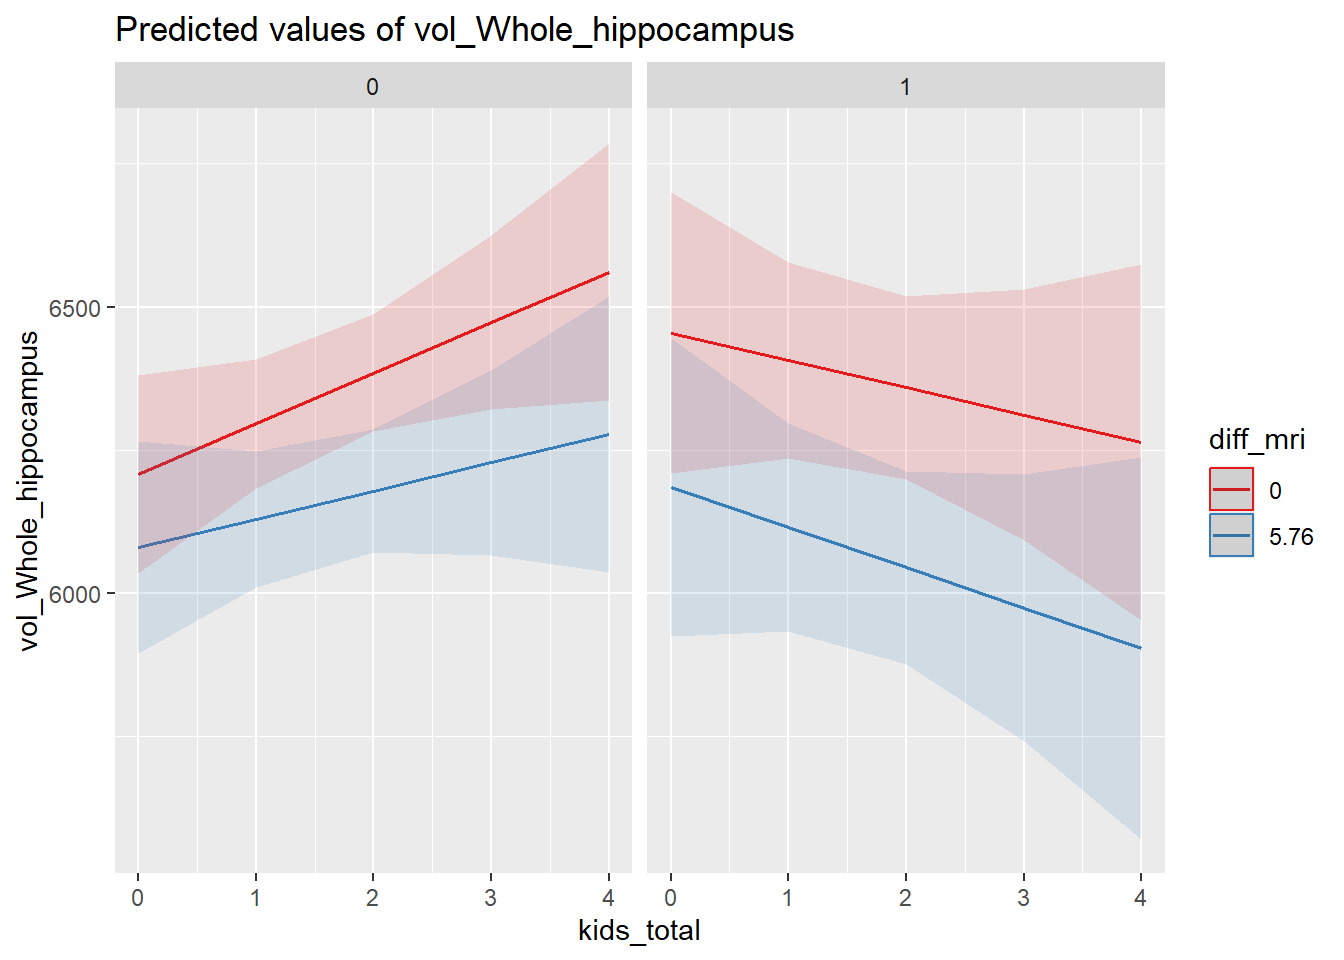 Predicted values of vol_Whole_hippocampus
0
1
6500
6000
vol_Whole_hippocampus
0 1 2 3 4
0 1 2 3 4
kids_total
diff_mri
0
5.76